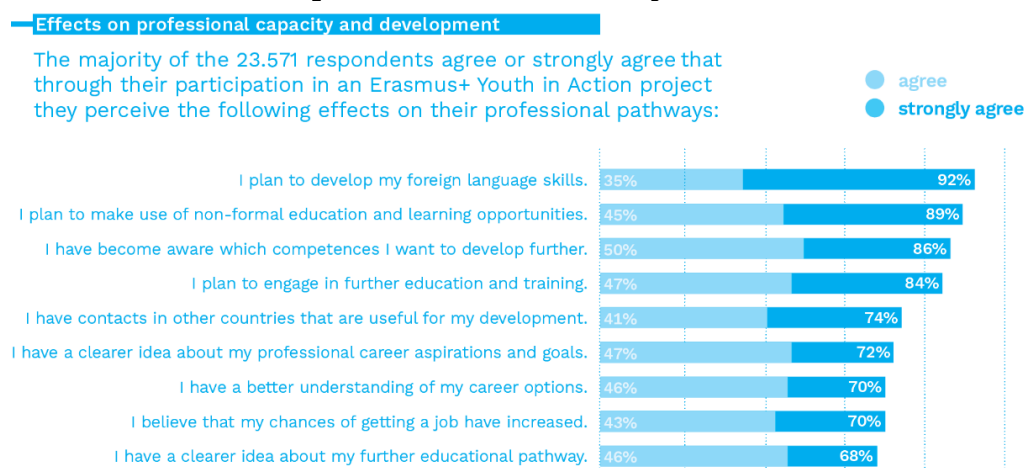 Effects on professional capacity and development
The majority of the 23.571 respondents agree or strongly agree that
through their participation in an Erasmus+ Youth in Action project
they perceive the following effects on their professional pathways:
agree
strongly agree
I plan to develop my foreign language skills. 35% 92%
I plan to make use of non-formal education and learning opportunities. 45% 89%
I have become aware which competences I want to develop further. 50% 86%
I plan to engage in further education and training. 47% 84%
I have contacts in other countries that are useful for my development. 41% 74%
I have a clearer idea about my professional career aspirations and goals. 47% 72%
I have a better understanding of my career options. 46% 70%
I believe that my chances of getting a job have increased. 43% 70%
I have a clearer idea about my further educational pathway. 46% 68%